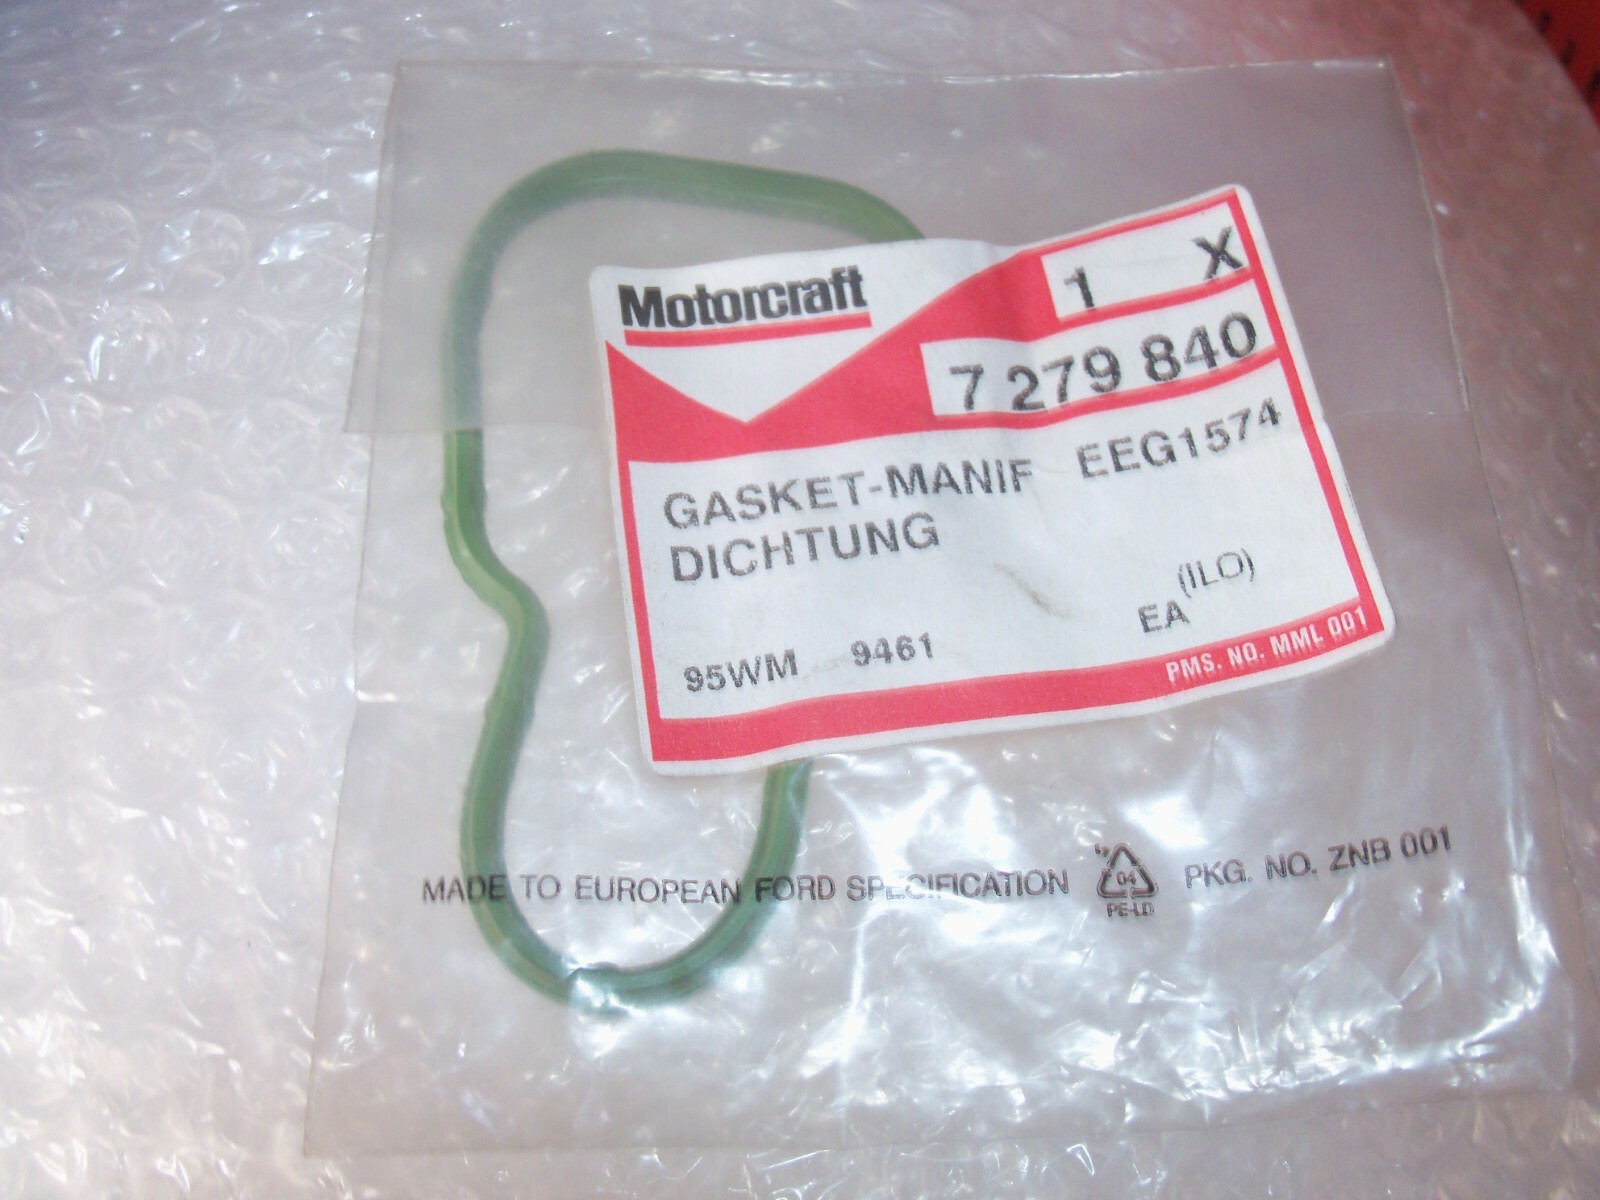 Motorcraft
1 X
7 279 840
GASKET-MANIF EEG1574
DICHTUNG
(ILO)
95WM 9461 EA
PMS. NO. MML 001
MADE TO EUROPEAN FORD SPECIFICATION 04 PKG. NO. ZNB 001
PE-LD